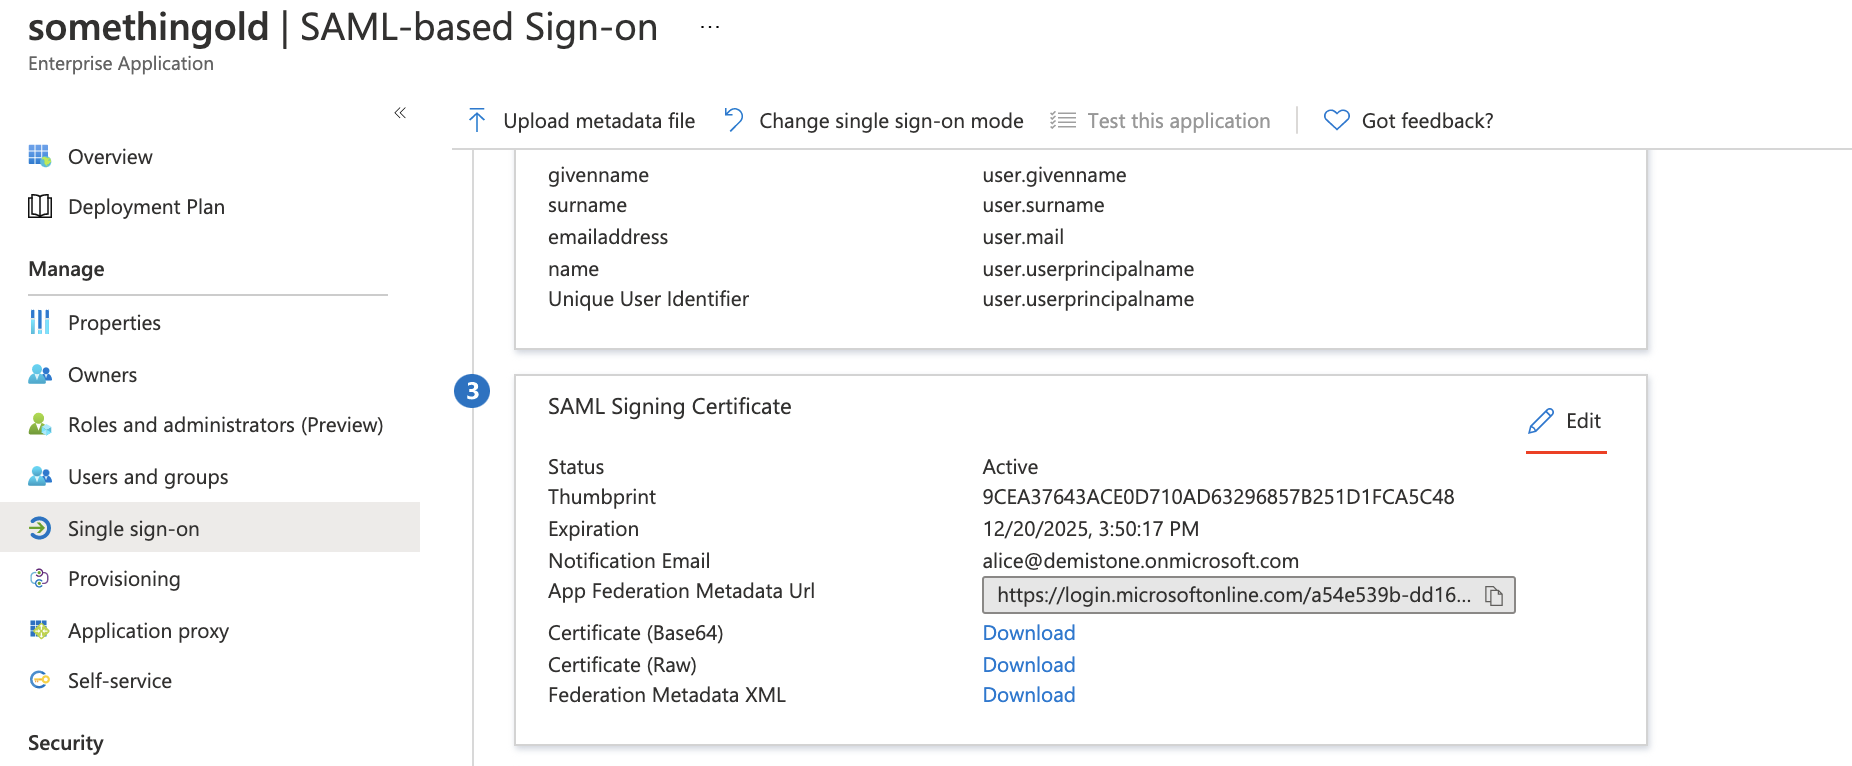 somethingold | SAML-based Sign-on ...
Enterprise Application
«
Overview
Deployment Plan
Manage
Properties
Owners
Roles and administrators (Preview)
Users and groups
Single sign-on
Provisioning
Application proxy
Self-service
Security
Upload metadata file Change single sign-on mode Test this application Got feedback?
givenname user.givenname
surname user.surname
emailaddress user.mail
name user.userprincipalname
Unique User Identifier user.userprincipalname
3
SAML Signing Certificate
Edit
Status Active
Thumbprint 9CEA37643ACE0D710AD63296857B251D1FCA5C48
Expiration 12/20/2025, 3:50:17 PM
Notification Email alice@demistone.onmicrosoft.com
App Federation Metadata Url https://login.microsoftonline.com/a54e539b-dd16...
Certificate (Base64) Download
Certificate (Raw) Download
Federation Metadata XML Download